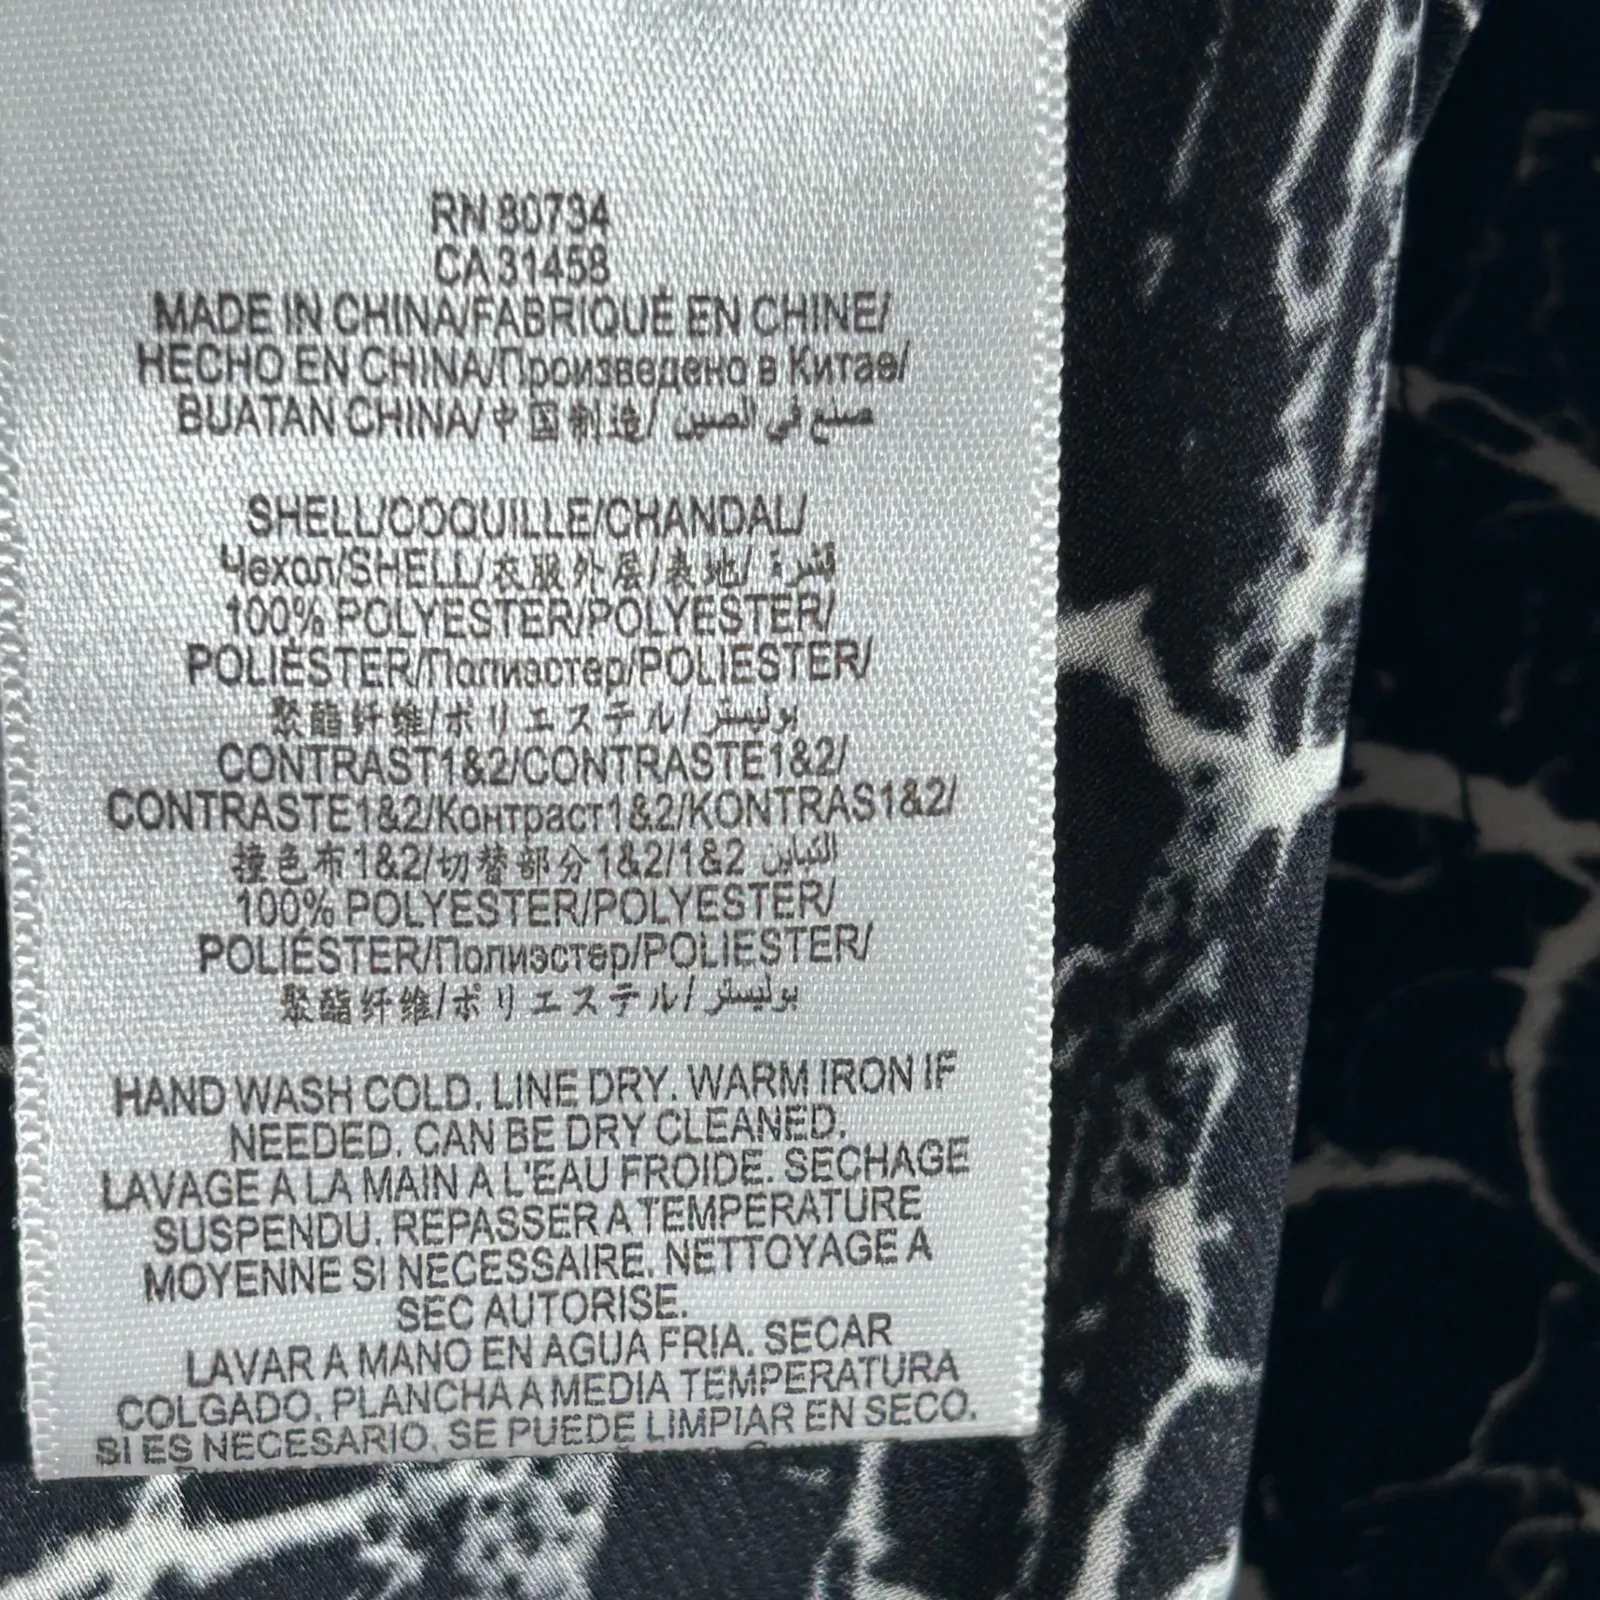 RN 80734
CA 31458
MADE IN CHINA/FABRIQUÉ EN CHINE/
HECHO EN CHINA/Произведено в Китае/
BUATAN CHINA/中国制造/ صنع في الصين
SHELL/COQUILLE/CHANDAL/
Чехол/SHELL/衣服外层/表地/ قشرة
100% POLYESTER/POLYESTER/
POLIÉSTER/Полиэстер/POLIESTER/
聚酯纤维/ポリエステル/ بوليستر
CONTRAST1&2/CONTRASTE1&2/
CONTRASTE1&2/Контраст1&2/KONTRAS1&2/
撞色布1&2/切替部分1&2/1&2 التباين
100% POLYESTER/POLYESTER/
POLIÉSTER/Полиэстер/POLIESTER/
聚酯纤维/ポリエステル/ بوليستر
HAND WASH COLD. LINE DRY. WARM IRON IF
NEEDED. CAN BE DRY CLEANED.
LAVAGE A LA MAIN A L'EAU FROIDE. SECHAGE
SUSPENDU. REPASSER A TEMPERATURE
MOYENNE SI NECESSAIRE. NETTOYAGE A
SEC AUTORISE.
LAVAR A MANO EN AGUA FRIA. SECAR
COLGADO. PLANCHA A MEDIA TEMPERATURA
SI ES NECESARIO. SE PUEDE LIMPIAR EN SECO.